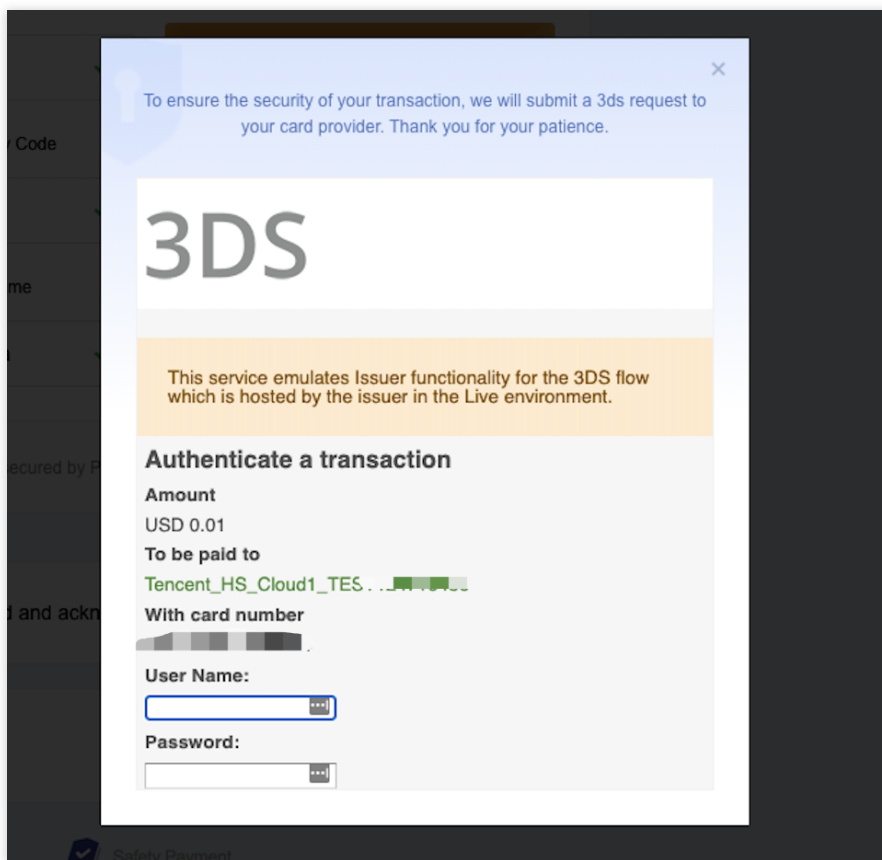 To ensure the security of your transaction, we will submit a 3ds request to
your card provider. Thank you for your patience.
Code
me
3DS
This service emulates Issuer functionality for the 3DS flow
which is hosted by the issuer in the Live environment.
Authenticate a transaction
Amount
USD 0.01
ecured by P
To be paid to
Tencent_HS_Cloud1_TES
d and ackn
With card number
User Name:
Password:
Safety Payment